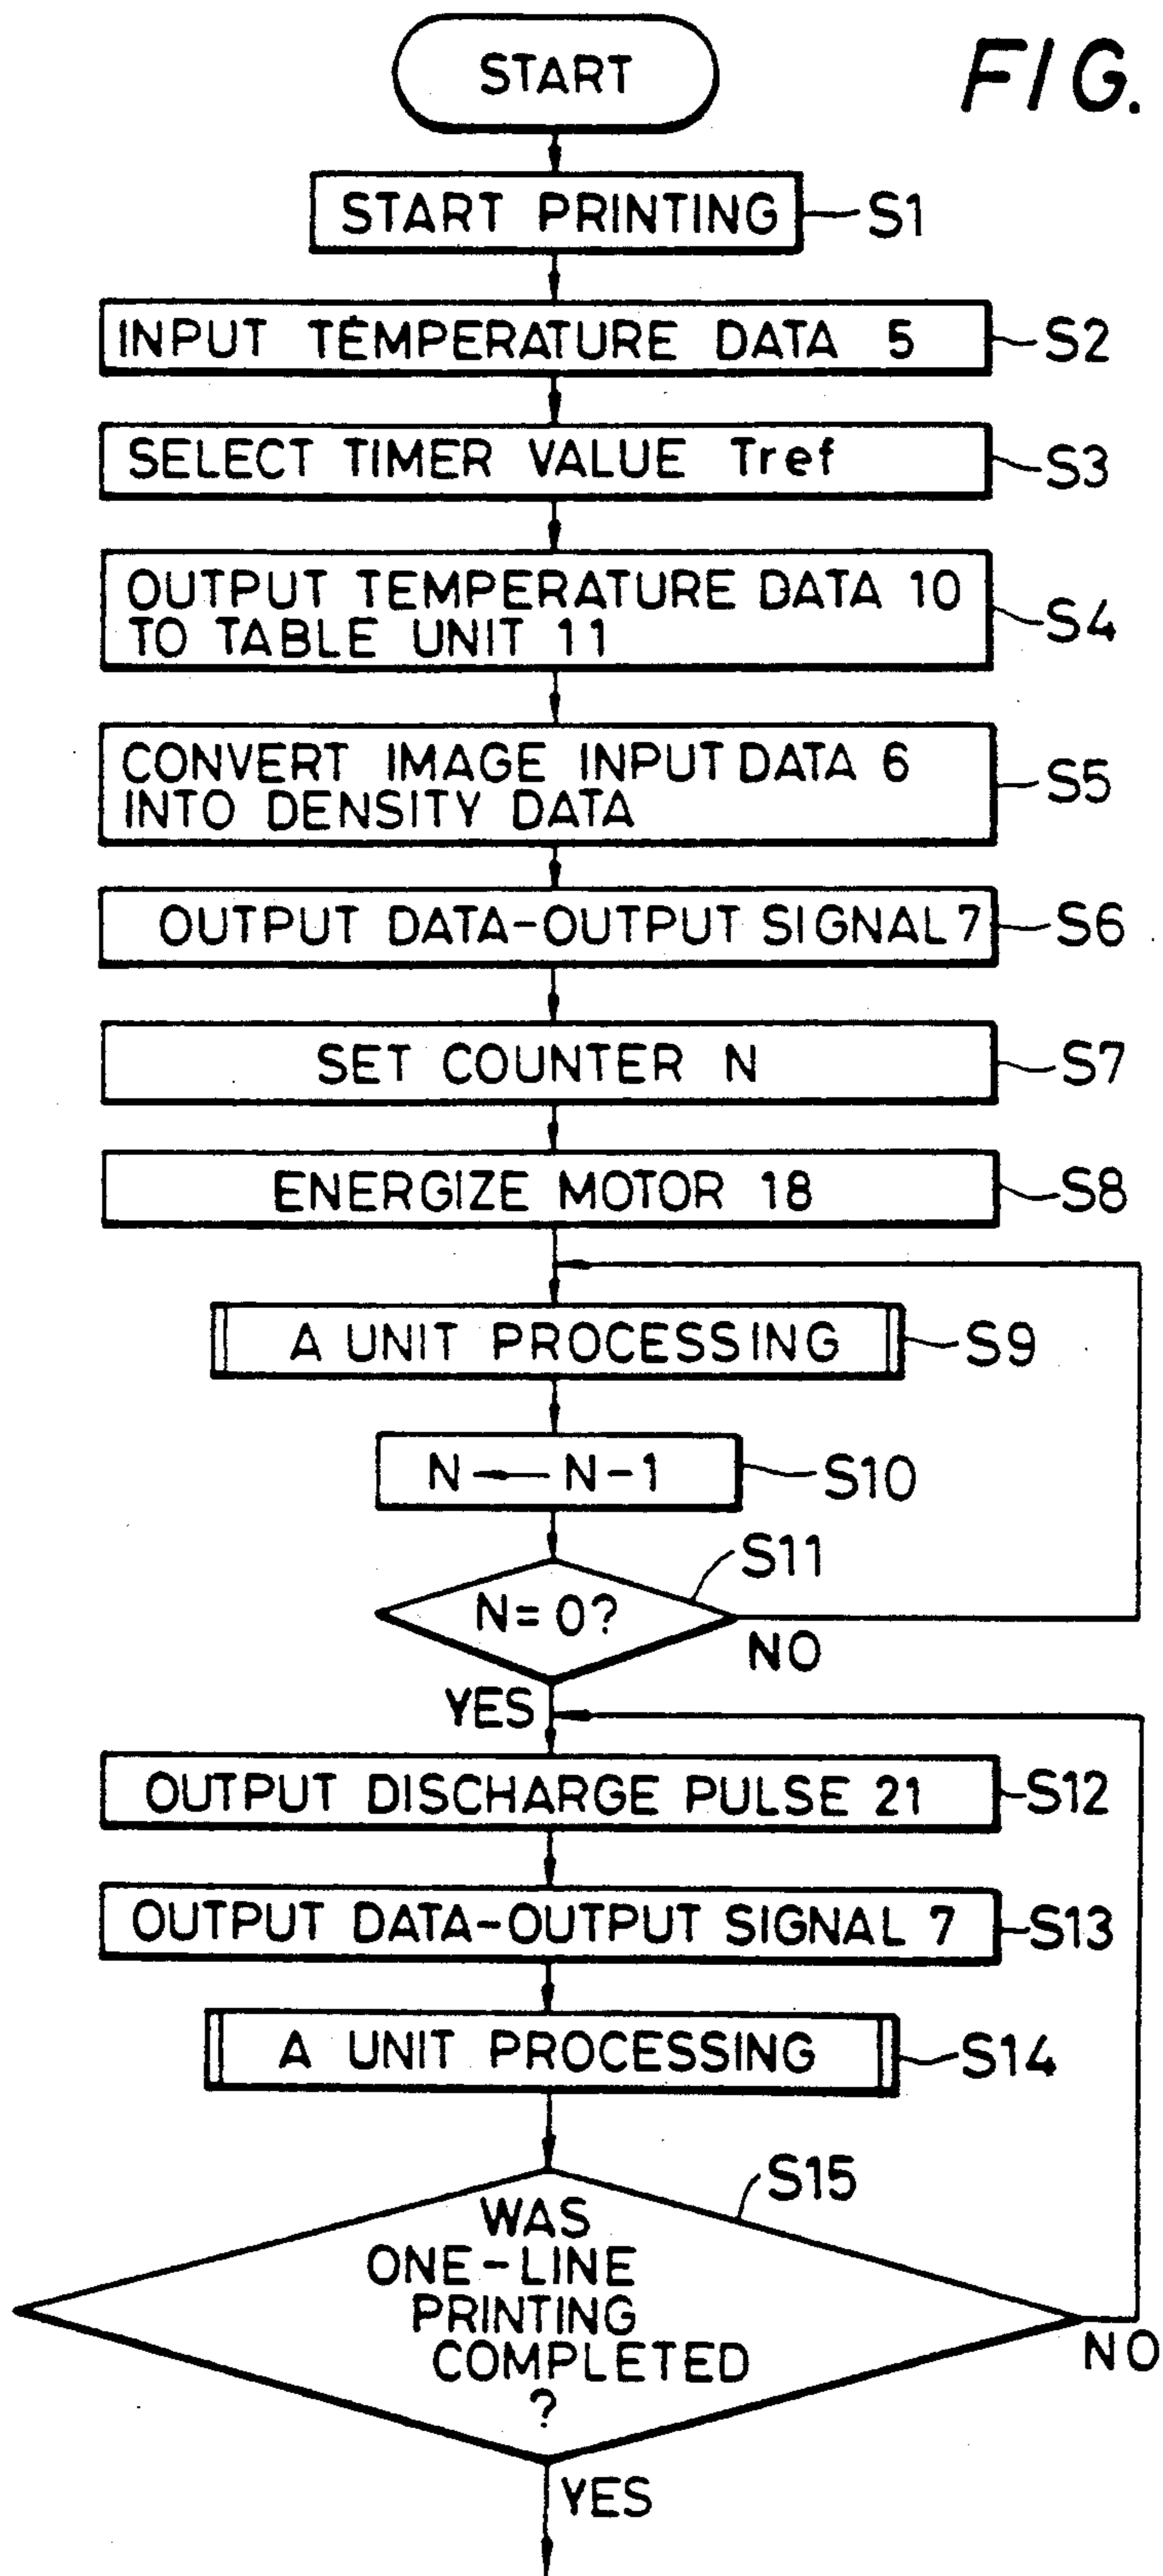 START
FIG.
START PRINTING
S1
INPUT TEMPERATURE DATA 5
S2
SELECT TIMER VALUE Tref
S3
OUTPUT TEMPERATURE DATA 10
TO TABLE UNIT 11
S4
CONVERT IMAGE INPUT DATA 6
INTO DENSITY DATA
S5
OUTPUT DATA-OUTPUT SIGNAL 7
S6
SET COUNTER N
S7
ENERGIZE MOTOR 18
S8
A UNIT PROCESSING
S9
N ← N-1
S10
S11
N=0?
NO
YES
OUTPUT DISCHARGE PULSE 21
S12
OUTPUT DATA-OUTPUT SIGNAL 7
S13
A UNIT PROCESSING
S14
S15
WAS
ONE-LINE
PRINTING
COMPLETED
?
NO
YES